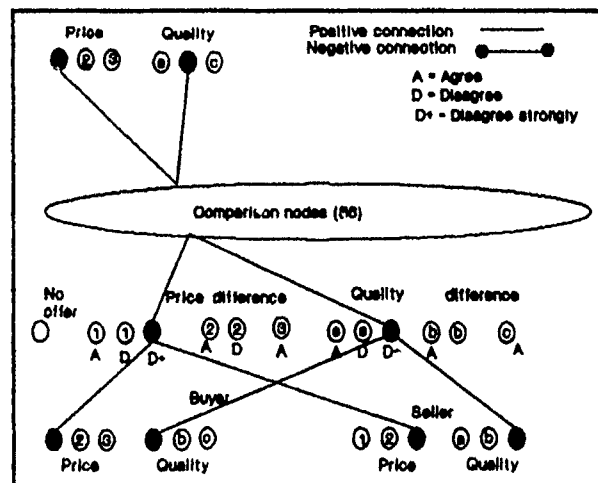 Price Quality
2 3 a c
Positive connection
Negative connection
A = Agree
D = Disagree
D+ = Disagree strongly
Comparison nodes (56)
No offer
Price difference
Quality difference
1 1 2 2 3 a a b b c
A D D+ A D A A D D- A A
Buyer
Seller
2 3 b c 1 2 a b
Price Quality Price Quality